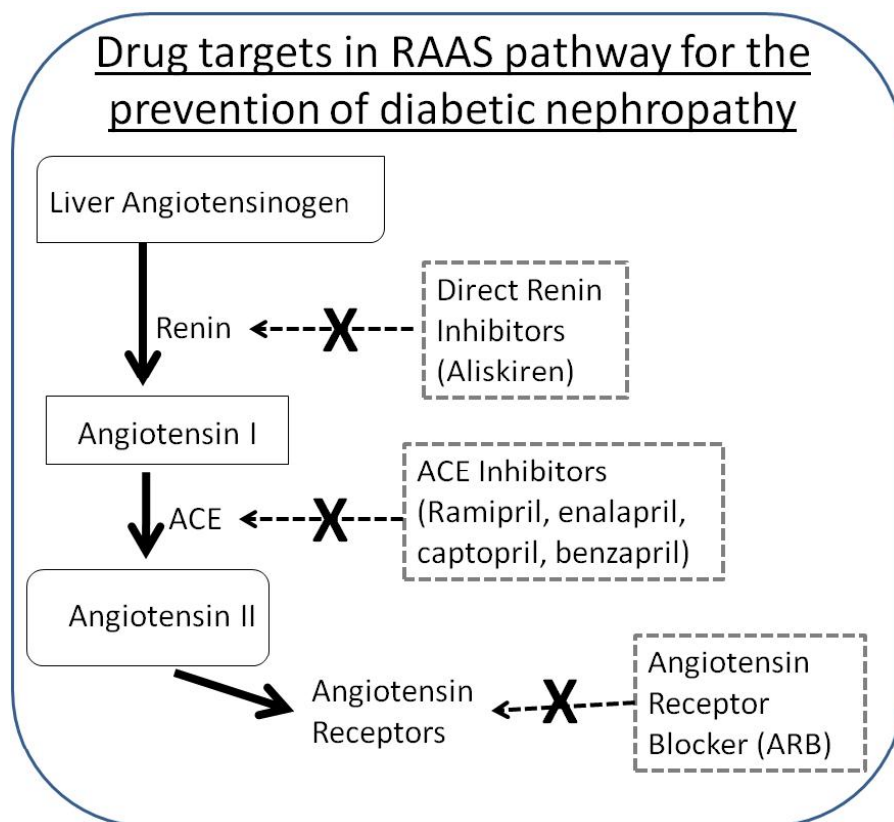 Drug targets in RAAS pathway for the
prevention of diabetic nephropathy
Liver Angiotensinogen
Renin
Direct Renin
Inhibitors
(Aliskiren)
Angiotensin I
ACE
ACE Inhibitors
(Ramipril, enalapril,
captopril, benzapril)
Angiotensin II
Angiotensin
Receptors
Angiotensin
Receptor
Blocker (ARB)